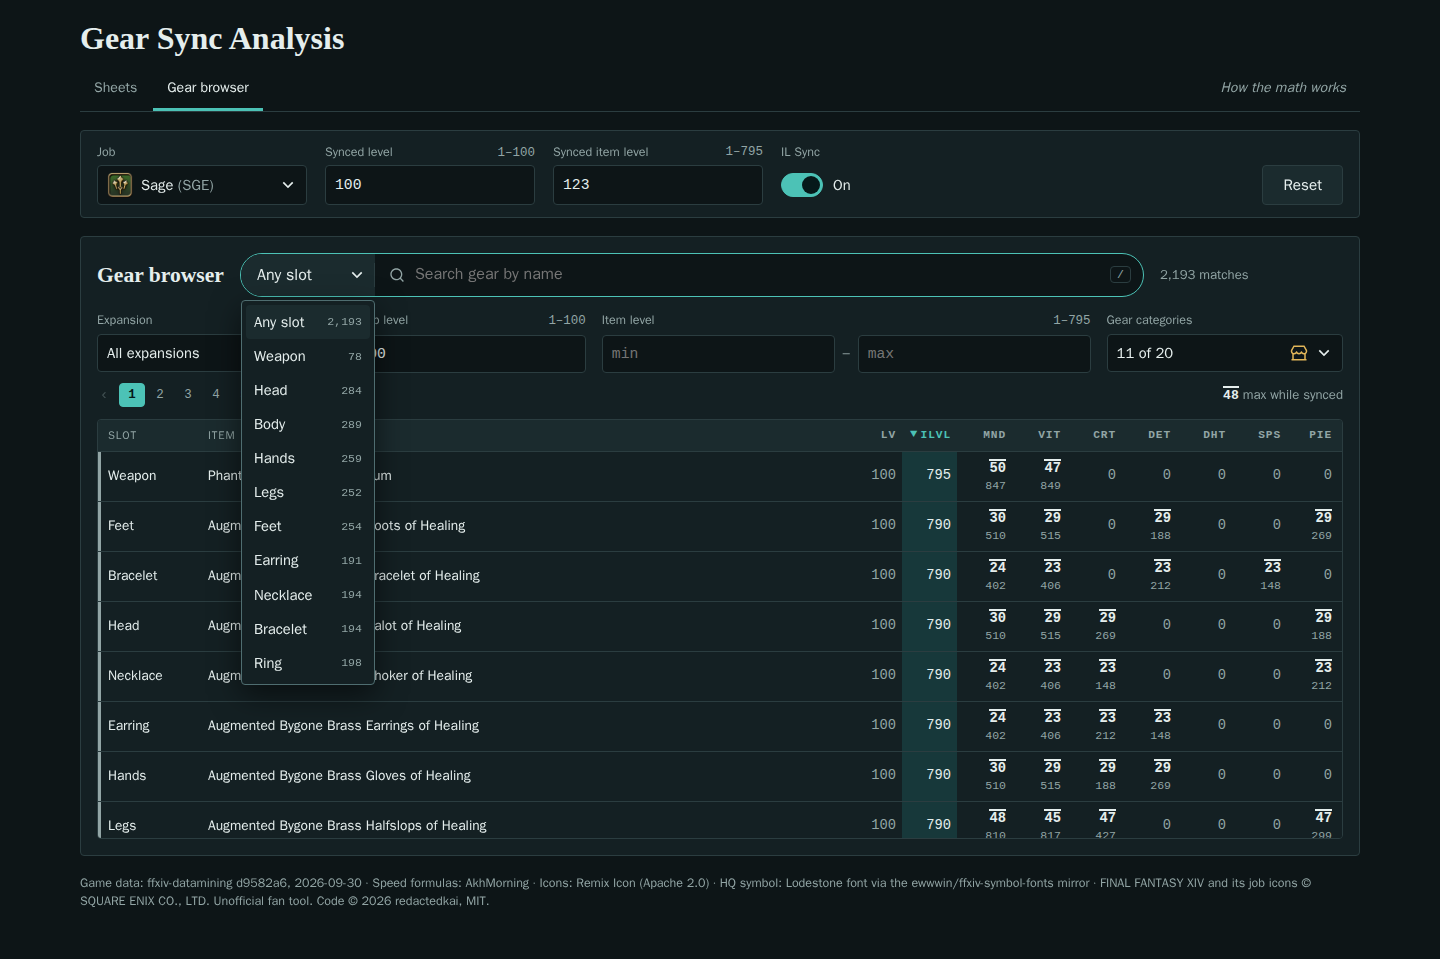 Gear Sync Analysis
Sheets Gear browser How the math works
Job Synced level 1–100 Synced item level 1–795 IL Sync
Sage (SGE) 100 123 On Reset
Gear browser Any slot Search gear by name / 2,193 matches
Expansion level 1–100 Item level 1–795 Gear categories
All expansions min – max 11 of 20
Any slot 2,193
Weapon 78
Head 284
Body 289
Hands 259
Legs 252
Feet 254
Earring 191
Necklace 194
Bracelet 194
Ring 198
‹ 1 2 3 4 48 max while synced
SLOT ITEM LV ▼ILVL MND VIT CRT DET DHT SPS PIE
Weapon Phant um 100 795 50 47 0 0 0 0 0
847 849
Feet Augm oots of Healing 100 790 30 29 0 29 0 0 29
510 515 188 269
Bracelet Augm racelet of Healing 100 790 24 23 0 23 0 23 0
402 406 212 148
Head Augm alot of Healing 100 790 30 29 29 0 0 0 29
510 515 269 188
Necklace Augm hoker of Healing 100 790 24 23 23 0 0 0 23
402 406 148 212
Earring Augmented Bygone Brass Earrings of Healing 100 790 24 23 23 23 0 0 0
402 406 212 148
Hands Augmented Bygone Brass Gloves of Healing 100 790 30 29 29 29 0 0 0
510 515 188 269
Legs Augmented Bygone Brass Halfslops of Healing 100 790 48 45 47 0 0 0 47
810 817 427 299
Game data: ffxiv-datamining d9582a6, 2026-09-30 · Speed formulas: AkhMorning · Icons: Remix Icon (Apache 2.0) · HQ symbol: Lodestone font via the ewwwin/ffxiv-symbol-fonts mirror · FINAL FANTASY XIV and its job icons ©
SQUARE ENIX CO., LTD. Unofficial fan tool. Code © 2026 redactedkai, MIT.